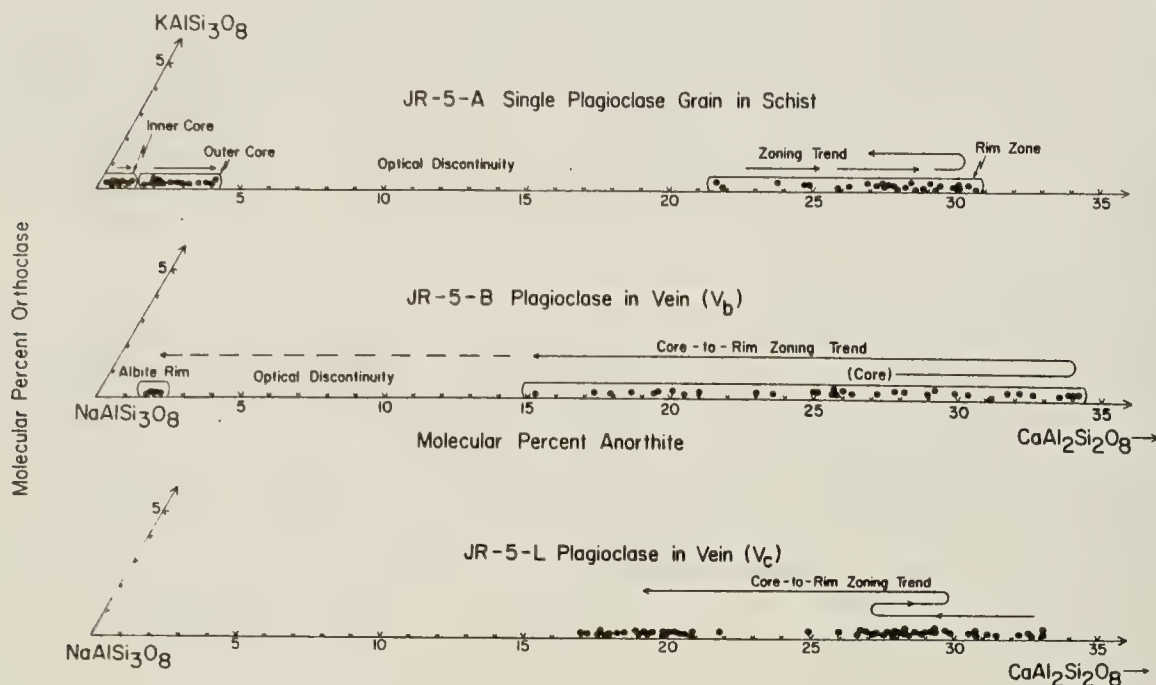 KAlSi3O8
5
JR-5-A Single Plagioclase Grain in Schist
Inner Core
Outer Core
Optical Discontinuity
Zoning Trend
Rim Zone
5 10 15 20 25 30 35
Molecular Percent Orthoclase
5
JR-5-B Plagioclase in Vein (Vb)
Core-to-Rim Zoning Trend
Albite Rim
Optical Discontinuity
(Core)
NaAlSi3O8
5 10 15 20 25 30 35
Molecular Percent Anorthite
CaAl2Si2O8
5
JR-5-L Plagioclase in Vein (Vc)
Core-to-Rim Zoning Trend
NaAlSi3O8
5 10 15 20 25 30 35
CaAl2Si2O8